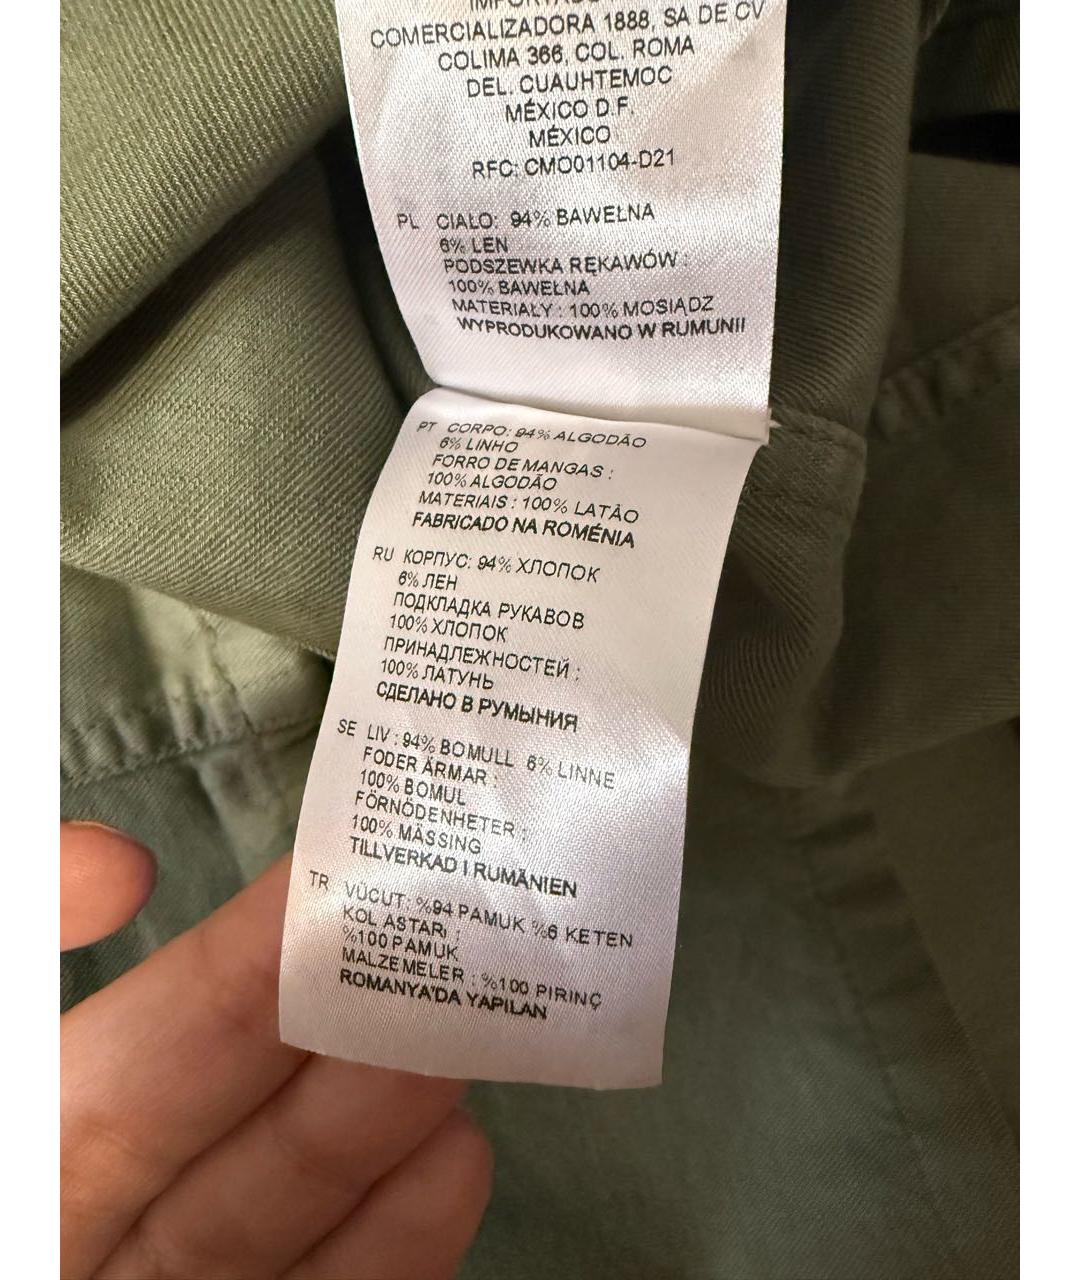 COMERCIALIZADORA 1888, SA DE CV
COLIMA 366, COL. ROMA
DEL. CUAUHTEMOC
MÉXICO D.F.
MÉXICO
RFC: CMO01104-D21
PL CIAŁO: 94% BAWEŁNA
6% LEN
PODSZEWKA RĘKAWÓW :
100% BAWEŁNA
MATERIAŁY : 100% MOSIĄDZ
WYPRODUKOWANO W RUMUNII
PT CORPO: 94% ALGODÃO
6% LINHO
FORRO DE MANGAS :
100% ALGODÃO
MATERIAIS : 100% LATÃO
FABRICADO NA ROMÉNIA
RU КОРПУС: 94% ХЛОПОК
6% ЛЕН
ПОДКЛАДКА РУКАВОВ
100% ХЛОПОК
ПРИНАДЛЕЖНОСТЕЙ :
100% ЛАТУНЬ
СДЕЛАНО В РУМЫНИЯ
SE LIV : 94% BOMULL 6% LINNE
FODER ÄRMAR :
100% BOMUL
FÖRNÖDENHETER :
100% MÄSSING
TILLVERKAD I RUMÄNIEN
TR VÜCUT: %94 PAMUK %6 KETEN
KOL ASTARı :
%100 PAMUK
MALZEMELER : %100 PIRINÇ
ROMANYA'DA YAPILAN